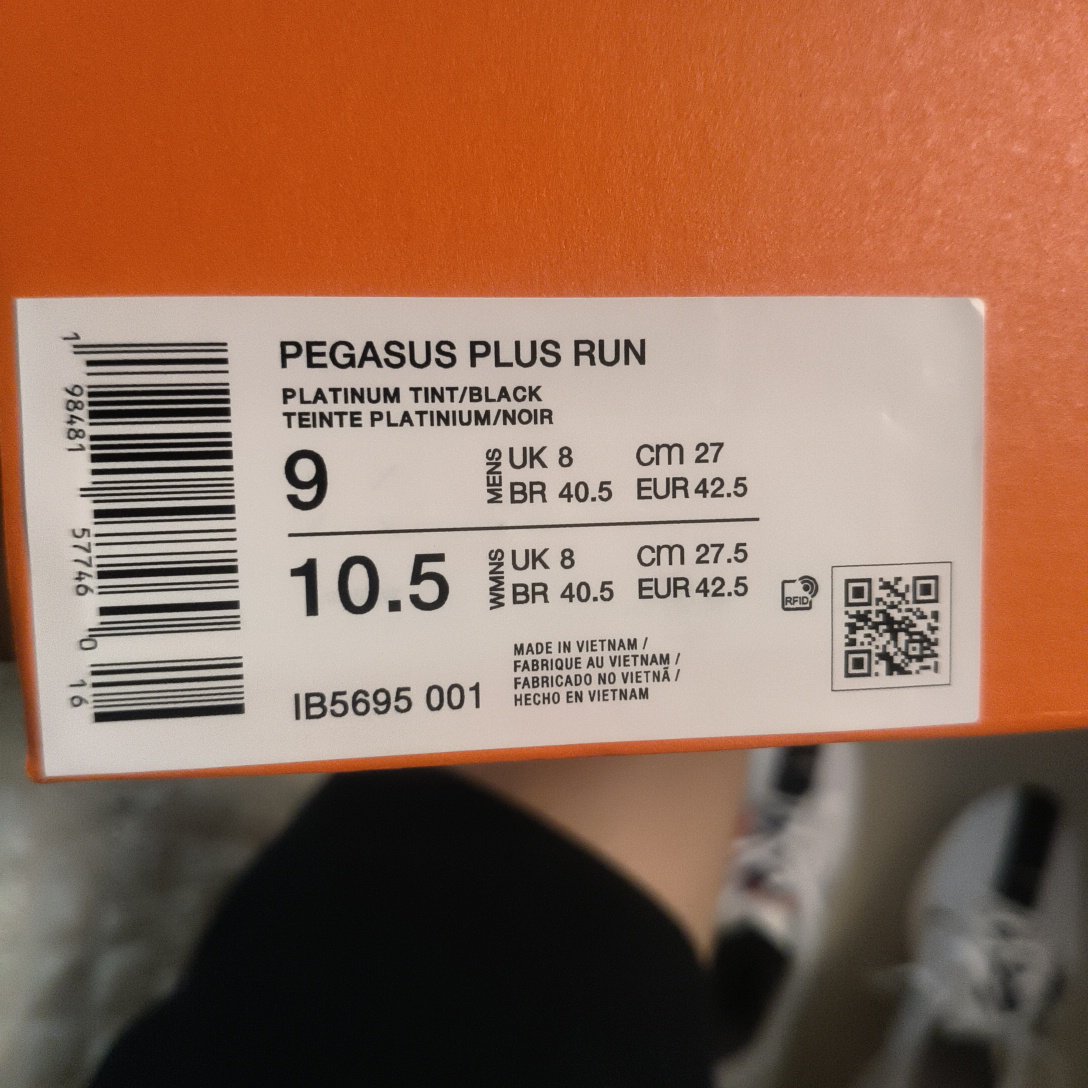 PEGASUS PLUS RUN
PLATINUM TINT/BLACK
TEINTE PLATINIUM/NOIR
9
MENS
UK 8 cm 27
BR 40.5 EUR 42.5
10.5
WMNS
UK 8 cm 27.5
BR 40.5 EUR 42.5
RFID
MADE IN VIETNAM /
FABRIQUE AU VIETNAM /
FABRICADO NO VIETNÃ /
HECHO EN VIETNAM
IB5695 001
1 98481 57746 0 16